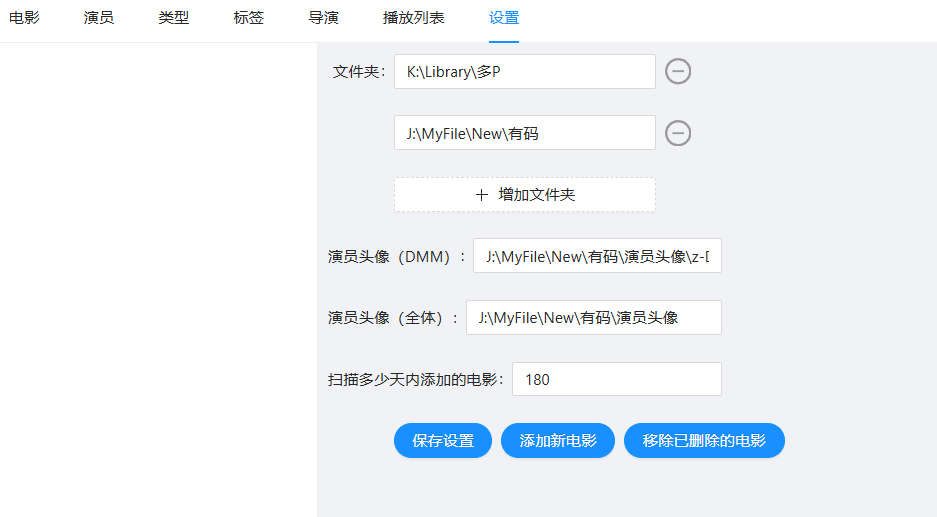 电影 演员 类型 标签 导演 播放列表 设置
文件夹： K:\Library\多P
J:\MyFile\New\有码
增加文件夹
演员头像（DMM）： J:\MyFile\New\有码\演员头像\z-
演员头像（全体）： J:\MyFile\New\有码\演员头像
扫描多少天内添加的电影： 180
保存设置 添加新电影 移除已删除的电影